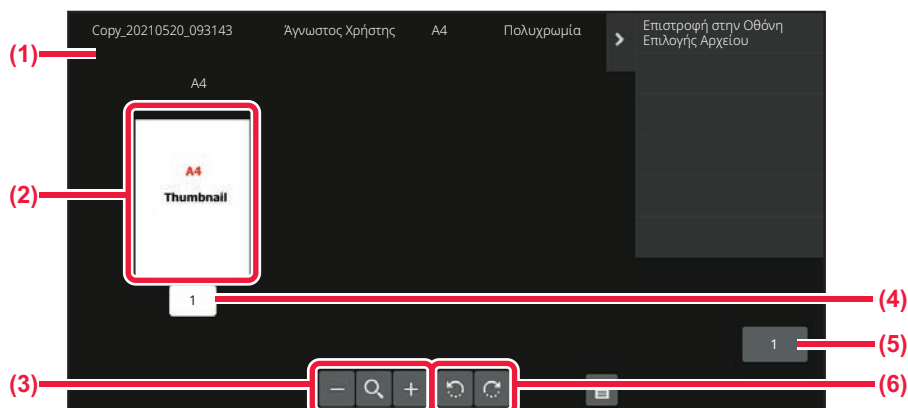 Copy_20210520_093143 Άγνωστος Χρήστης A4 Πολυχρωμία
Επιστροφή στην Οθόνη
Επιλογής Αρχείου
(1)
A4
(2)
A4
Thumbnail
1
(4)
1
(5)
(3)
(6)